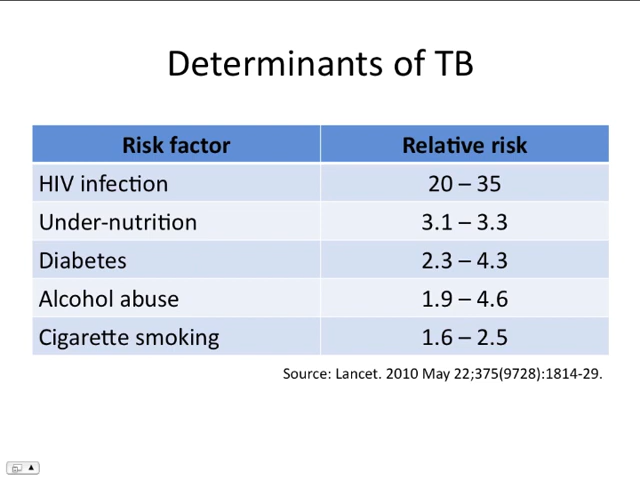 Determinants of TB
Risk factor Relative risk
HIV infection 20 – 35
Under-nutrition 3.1 – 3.3
Diabetes 2.3 – 4.3
Alcohol abuse 1.9 – 4.6
Cigarette smoking 1.6 – 2.5
Source: Lancet. 2010 May 22;375(9728):1814-29.